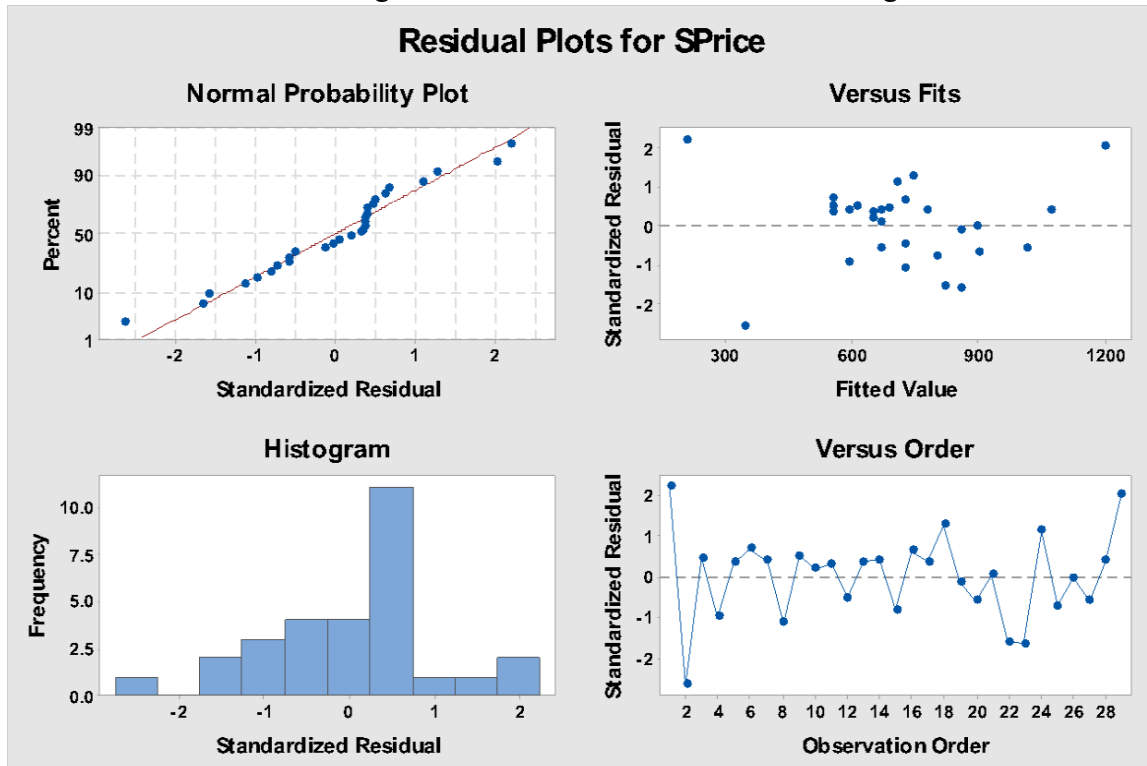 Residual Plots for SPrice
Normal Probability Plot
99
90
50
10
1
Percent
-2 -1 0 1 2
Standardized Residual
Versus Fits
2
1
0
-1
-2
Standardized Residual
300 600 900 1200
Fitted Value
Histogram
10.0
7.5
5.0
2.5
0.0
Frequency
-2 -1 0 1 2
Standardized Residual
Versus Order
2
1
0
-1
-2
Standardized Residual
2 4 6 8 10 12 14 16 18 20 22 24 26 28
Observation Order